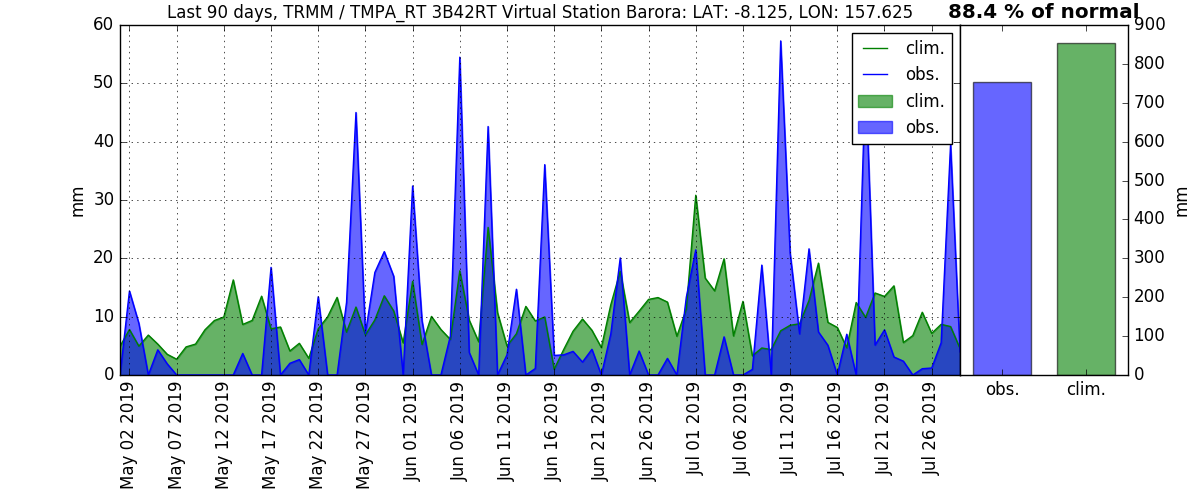 Last 90 days, TRMM / TMPA_RT 3B42RT Virtual Station Barora: LAT: -8.125, LON: 157.625
88.4 % of normal
60
50
40
30
20
10
0
mm
clim.
obs.
clim.
obs.
May 02 2019
May 07 2019
May 12 2019
May 17 2019
May 22 2019
May 27 2019
Jun 01 2019
Jun 06 2019
Jun 11 2019
Jun 16 2019
Jun 21 2019
Jun 26 2019
Jul 01 2019
Jul 06 2019
Jul 11 2019
Jul 16 2019
Jul 21 2019
Jul 26 2019
900
800
700
600
500
400
300
200
100
0
mm
obs.
clim.